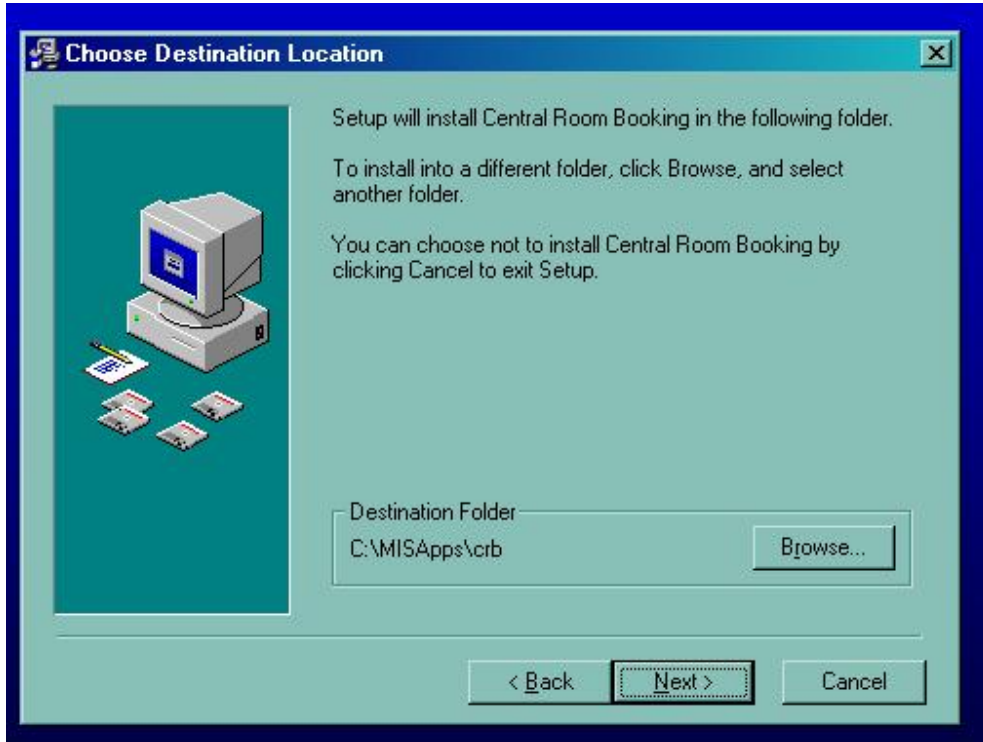 Choose Destination Location
Setup will install Central Room Booking in the following folder.
To install into a different folder, click Browse, and select
another folder.
You can choose not to install Central Room Booking by
clicking Cancel to exit Setup.
Destination Folder
C:\MISApps\crb
Browse...
< Back
Next >
Cancel